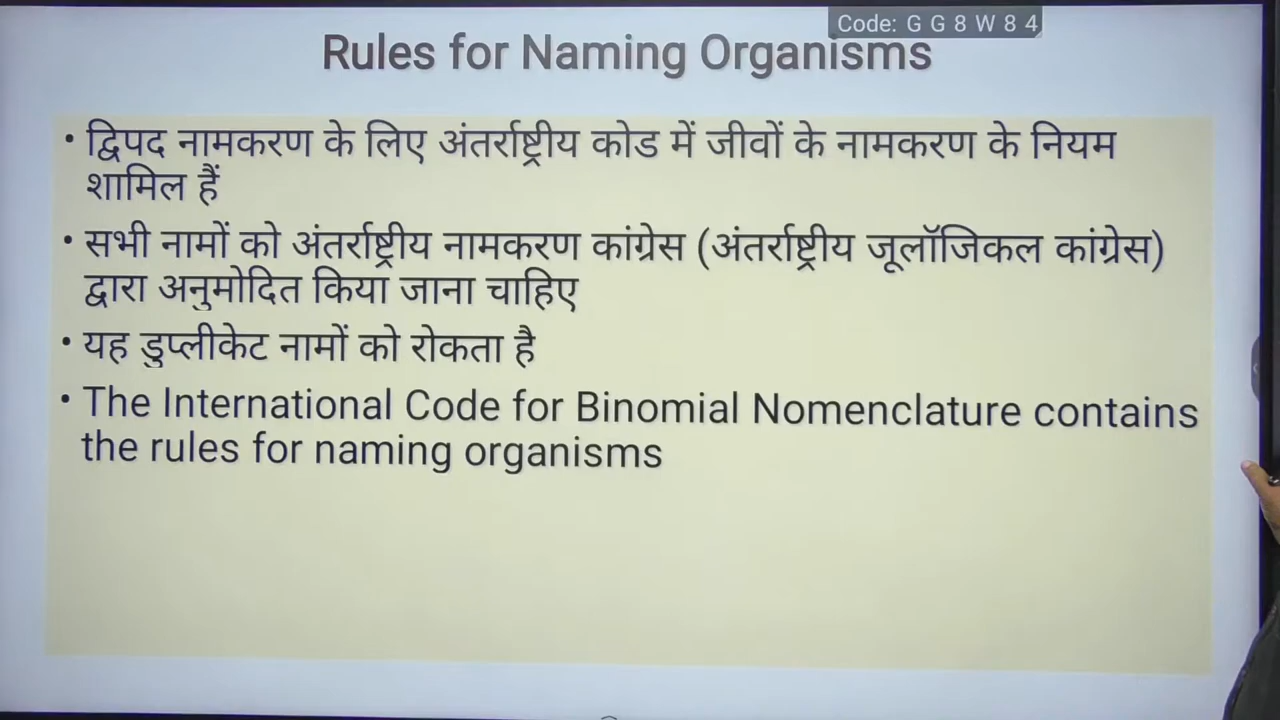 Code: G G 8 W 8 4
Rules for Naming Organisms
• द्विपद नामकरण के लिए अंतर्राष्ट्रीय कोड में जीवों के नामकरण के नियम
शामिल हैं
• सभी नामों को अंतर्राष्ट्रीय नामकरण कांग्रेस (अंतर्राष्ट्रीय जूलॉजिकल कांग्रेस)
द्वारा अनुमोदित किया जाना चाहिए
• यह डुप्लीकेट नामों को रोकता है
• The International Code for Binomial Nomenclature contains
the rules for naming organisms